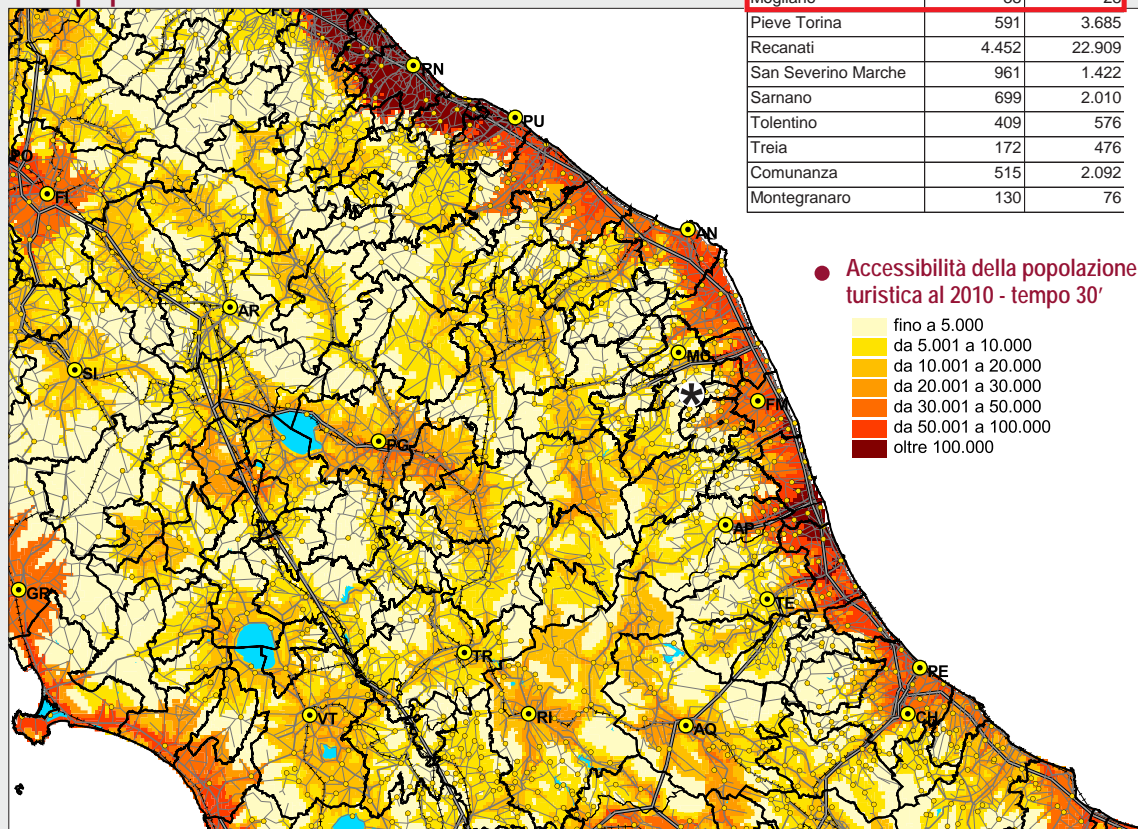 Pieve Torina 591 3.685
Recanati 4.452 22.909
San Severino Marche 961 1.422
Sarnano 699 2.010
Tolentino 409 576
Treia 172 476
Comunanza 515 2.092
Montegranaro 130 76
RN
PU
FI
AN
Accessibilità della popolazione
turistica al 2010 - tempo 30'
AR
fino a 5.000
da 5.001 a 10.000
MC
da 10.001 a 20.000
SI
da 20.001 a 30.000
*
FM
da 30.001 a 50.000
da 50.001 a 100.000
PG
oltre 100.000
AP
GR
TE
TR
PE
VT
RI
CH
AQ